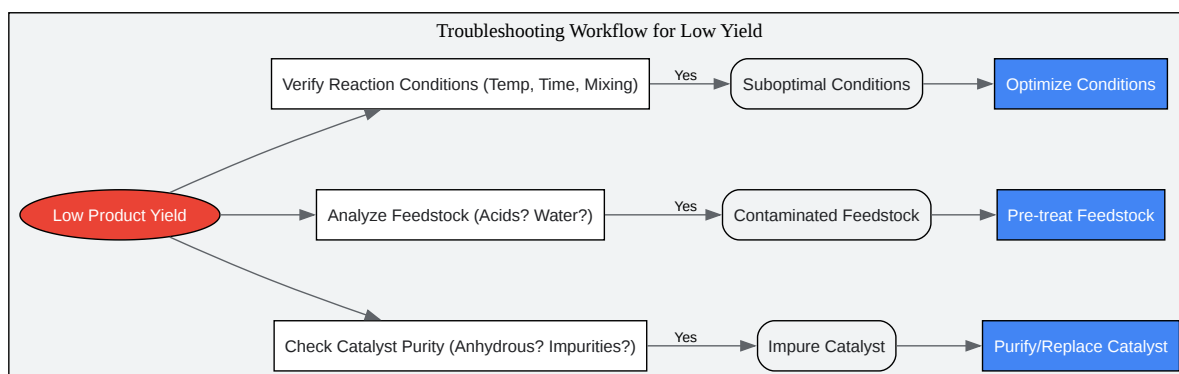 Troubleshooting Workflow for Low Yield
Verify Reaction Conditions (Temp, Time, Mixing)
Yes
Suboptimal Conditions
Optimize Conditions
Low Product Yield
Analyze Feedstock (Acids? Water?)
Yes
Contaminated Feedstock
Pre-treat Feedstock
Check Catalyst Purity (Anhydrous? Impurities?)
Yes
Impure Catalyst
Purify/Replace Catalyst